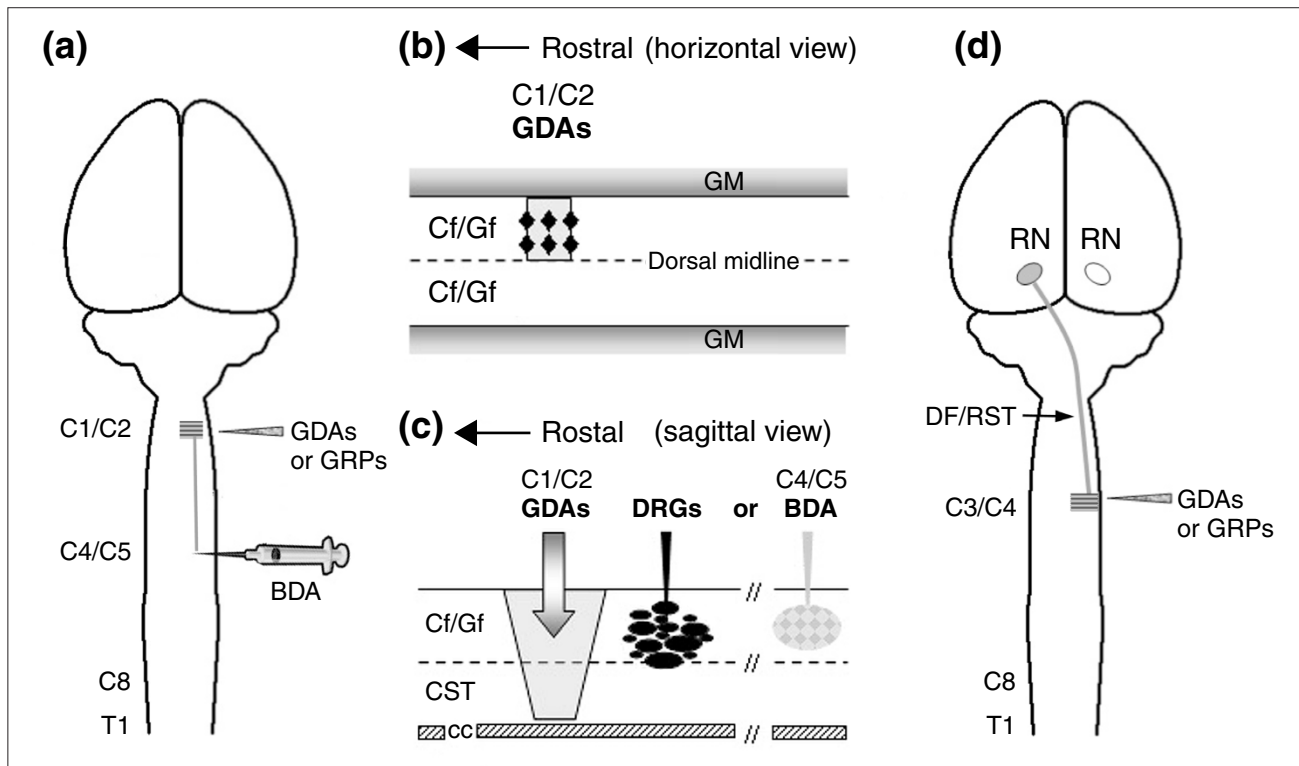 (a)
C1/C2
GDAs
or GRPs
C4/C5
BDA
C8
T1
(b)
Rostral (horizontal view)
C1/C2
GDAs
GM
Cf/Gf
Dorsal midline
Cf/Gf
GM
(c)
Rostal (sagittal view)
C1/C2 C4/C5
GDAs DRGs or BDA
Cf/Gf //
//
CST
cc //
(d)
RN RN
DF/RST
C3/C4
GDAs
or GRPs
C8
T1